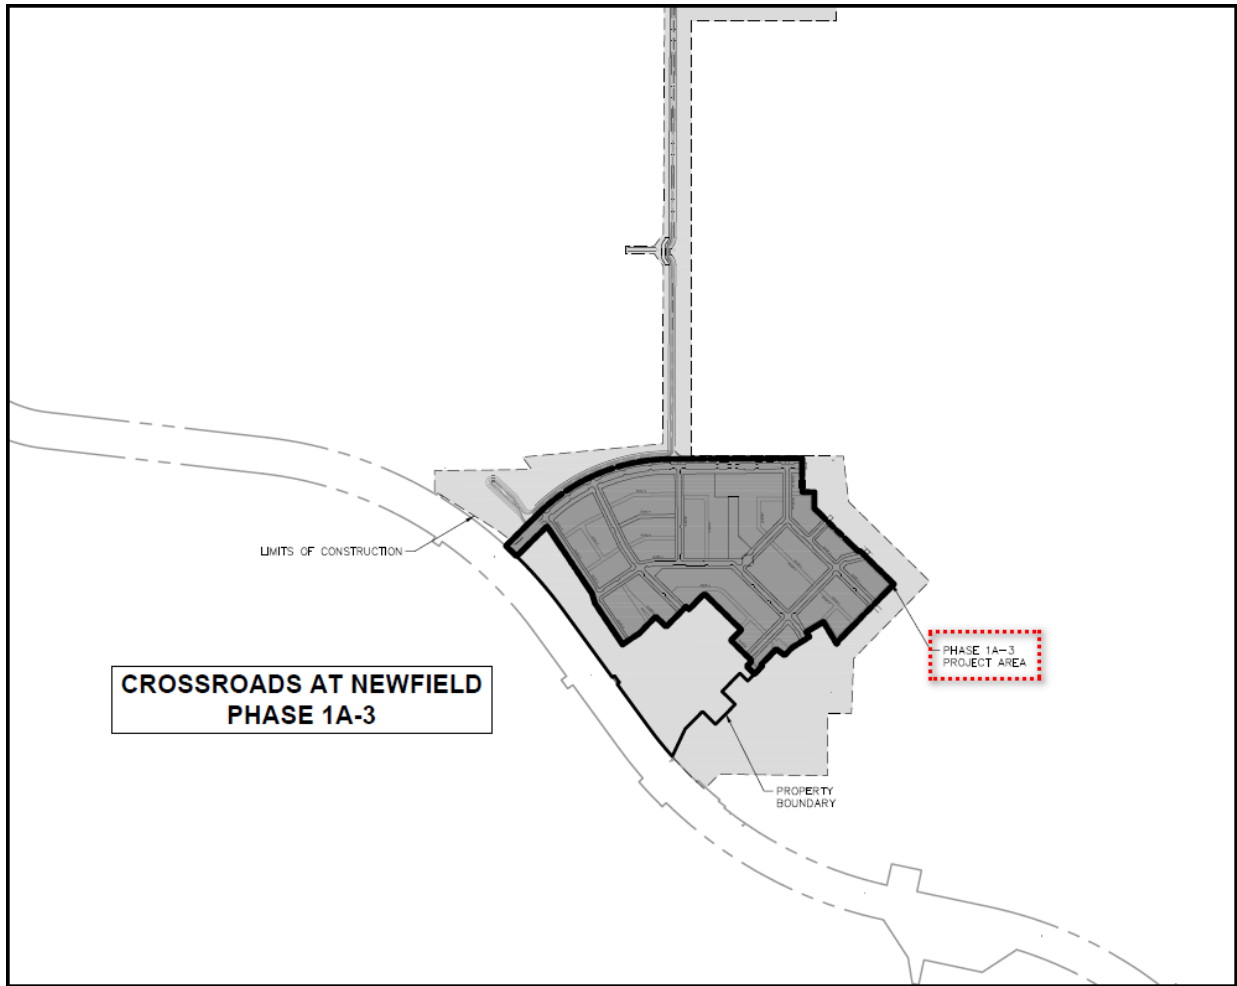 LIMITS OF CONSTRUCTION
PHASE 1A-3
PROJECT AREA
CROSSROADS AT NEWFIELD
PHASE 1A-3
PROPERTY
BOUNDARY